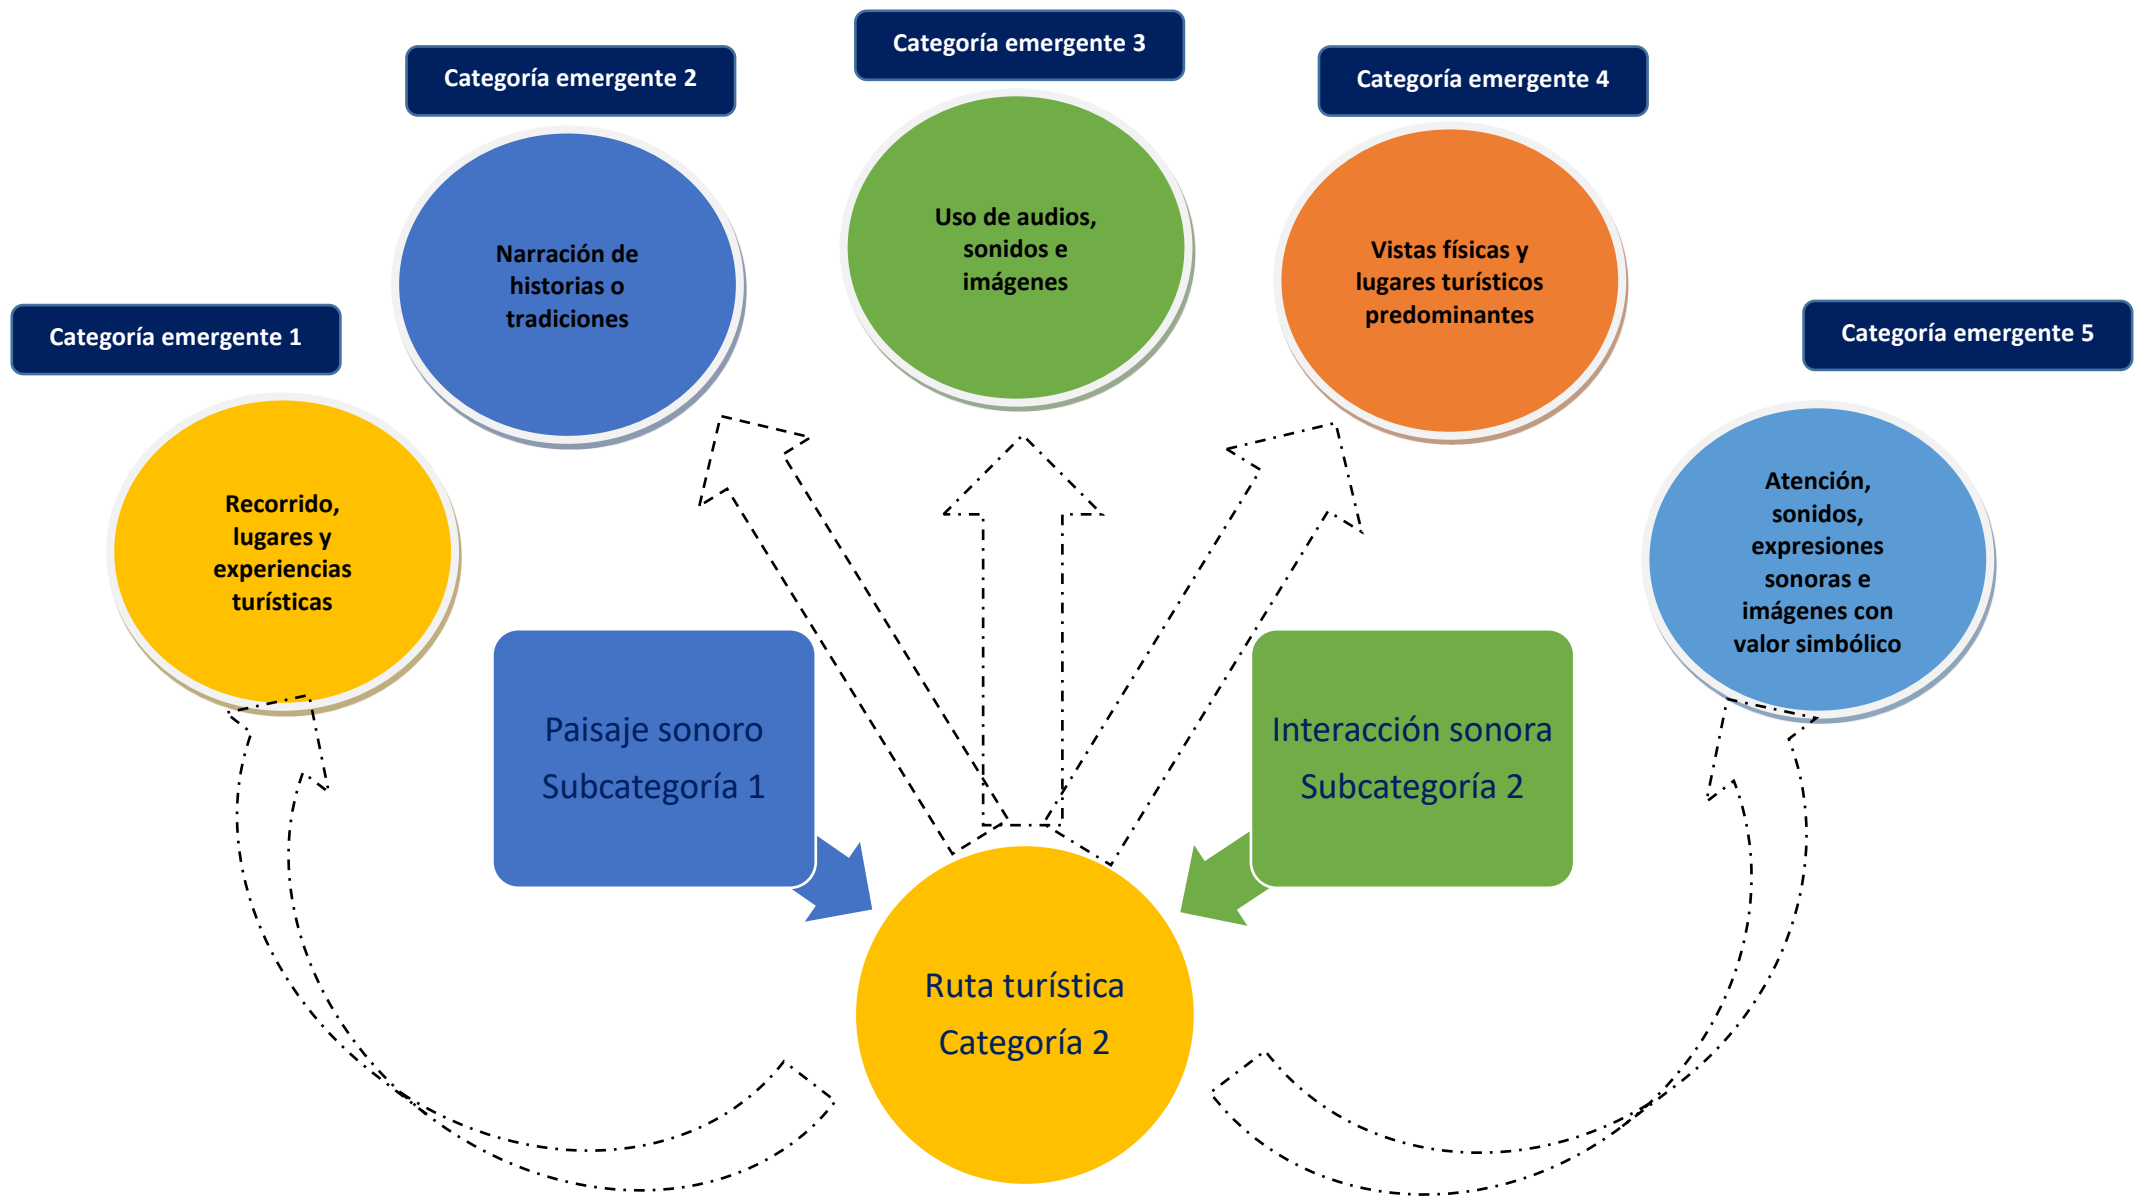 Categoría emergente 1
Recorrido,
lugares y
experiencias
turísticas
Categoría emergente 2
Narración de
historias o
tradiciones
Categoría emergente 3
Uso de audios,
sonidos e
imágenes
Categoría emergente 4
Vistas físicas y
lugares turísticos
predominantes
Categoría emergente 5
Atención,
sonidos,
expresiones
sonoras e
imágenes con
valor simbólico
Paisaje sonoro
Subcategoría 1
Interacción sonora
Subcategoría 2
Ruta turística
Categoría 2